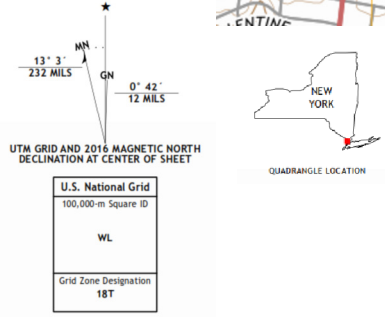 ENTINE
MN
13° 3´
232 MILS
GN
0° 42´
12 MILS
UTM GRID AND 2016 MAGNETIC NORTH
DECLINATION AT CENTER OF SHEET
U.S. National Grid
100,000-m Square ID
WL
Grid Zone Designation
18T
NEW
YORK
QUADRANGLE LOCATION